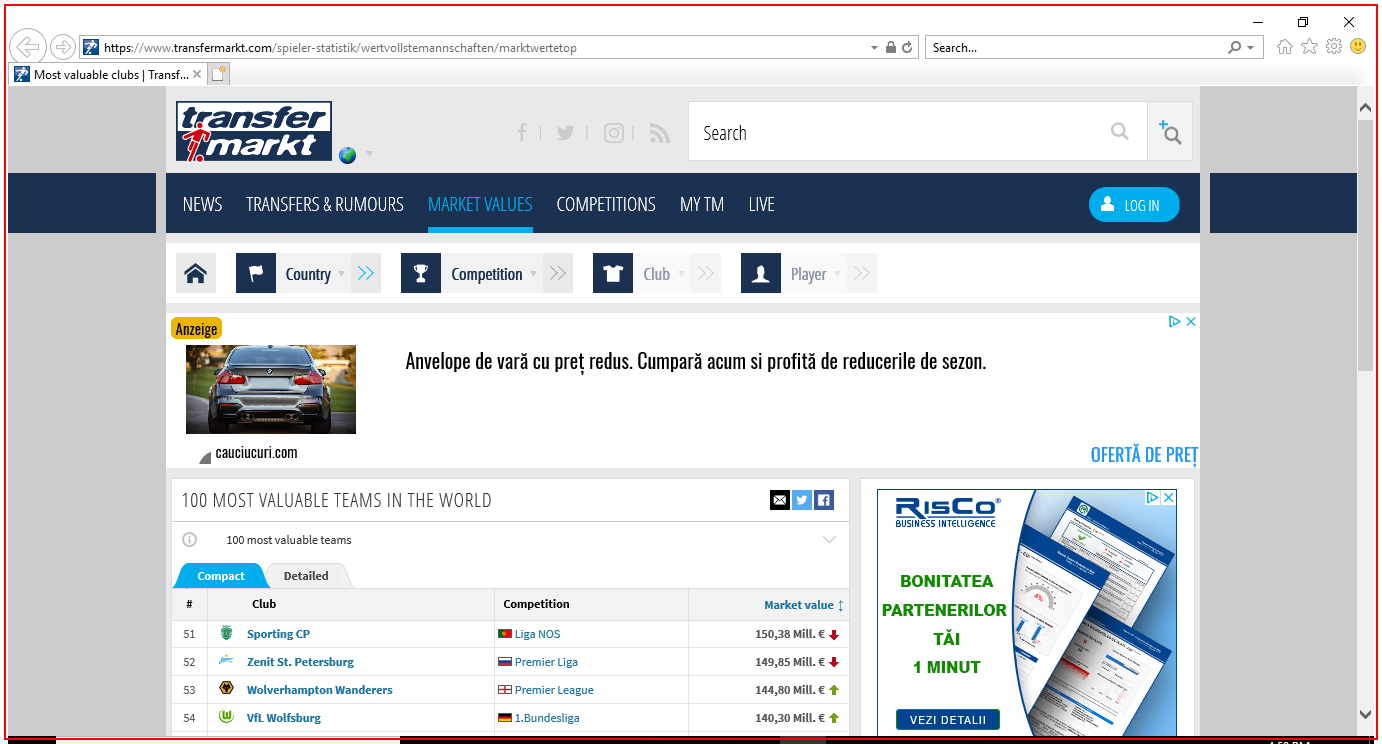 https://www.transfermarkt.com/spieler-statistik/wertvollstemannschaften/marktwertetop
Search...
Most valuable clubs | Transf...
transfer
markt
Search
NEWS TRANSFERS & RUMOURS MARKET VALUES COMPETITIONS MY TM LIVE LOG IN
Country Competition Club Player
Anzeige
Anvelope de vară cu preț redus. Cumpară acum si profită de reducerile de sezon.
cauciucuri.com
OFERTĂ DE PREȚ
100 MOST VALUABLE TEAMS IN THE WORLD
100 most valuable teams
Compact Detailed
# Club Competition Market value
51 Sporting CP Liga NOS 150,38 Mill. €
52 Zenit St. Petersburg Premier Liga 149,85 Mill. €
53 Wolverhampton Wanderers Premier League 144,80 Mill. €
54 VfL Wolfsburg 1.Bundesliga 140,30 Mill. €
RISCO®
BUSINESS INTELLIGENCE
BONITATEA
PARTENERILOR
TĂI
1 MINUT
VEZI DETALII